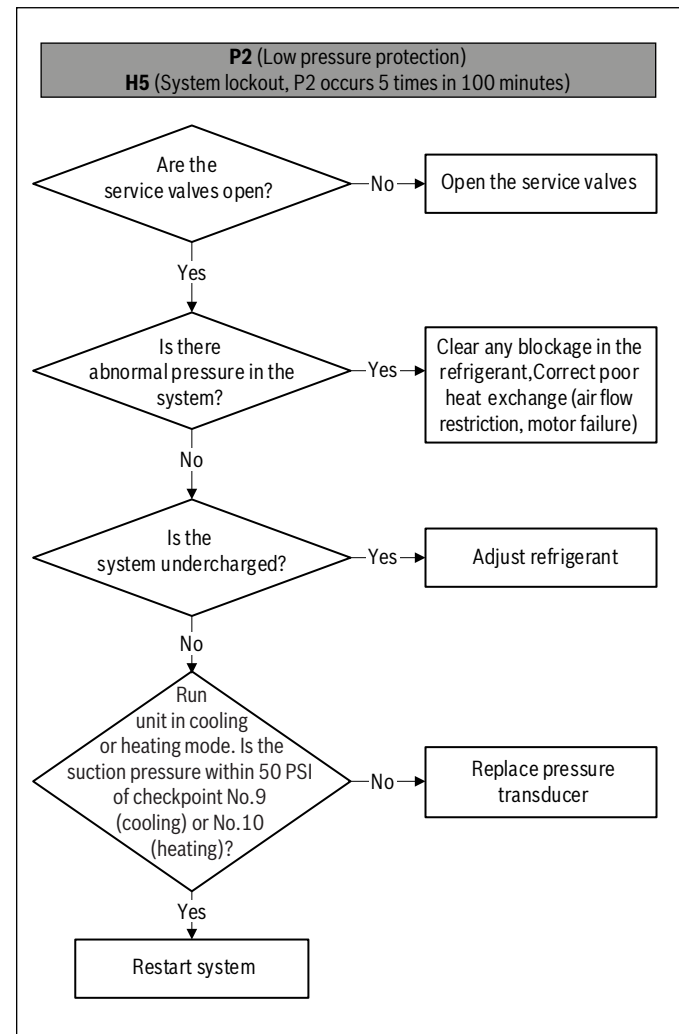 P2 (Low pressure protection)
H5 (System lockout, P2 occurs 5 times in 100 minutes)
Are the
service valves open?
No
Open the service valves
Yes
Is there
abnormal pressure in the
system?
Yes
Clear any blockage in the
refrigerant,Correct poor
heat exchange (air flow
restriction, motor failure)
No
Is the
system undercharged?
Yes
Adjust refrigerant
No
Run
unit in cooling
or heating mode. Is the
suction pressure within 50 PSI
of checkpoint No.9
(cooling) or No.10
(heating)?
No
Replace pressure
transducer
Yes
Restart system